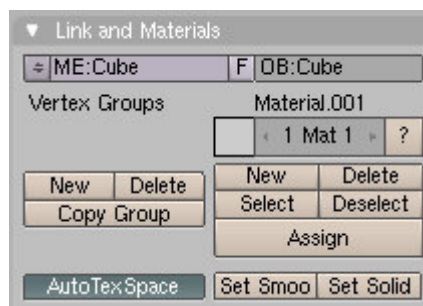 Link and Materials
ME:Cube F OB:Cube
Vertex Groups Material.001
1 Mat 1 ?
New Delete New Delete
Copy Group Select Deselect
Assign
AutoTexSpace Set Smoo Set Solid